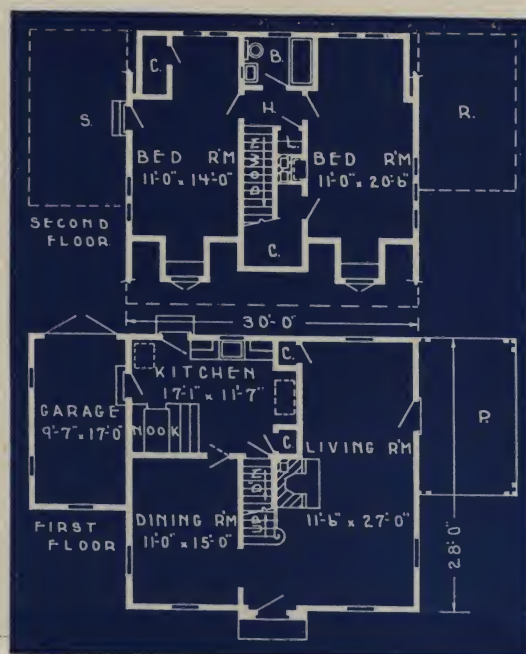 C.
B.
S.
H.
R.
BED R'M
11'-0" x 14'-0"
DOWN
L.
BED R'M
11'-0" x 20'-6"
SECOND
FLOOR
C.
30'-0"
KITCHEN
17'-1" x 11'-7"
C.
GARAGE
9'-7" x 17'-0"
NOOK
P.
C.
LIVING R'M
11'-6" x 27'-0"
UP
D'N
DINING R'M
11'-0" x 15'-0"
FIRST
FLOOR
28'-0"